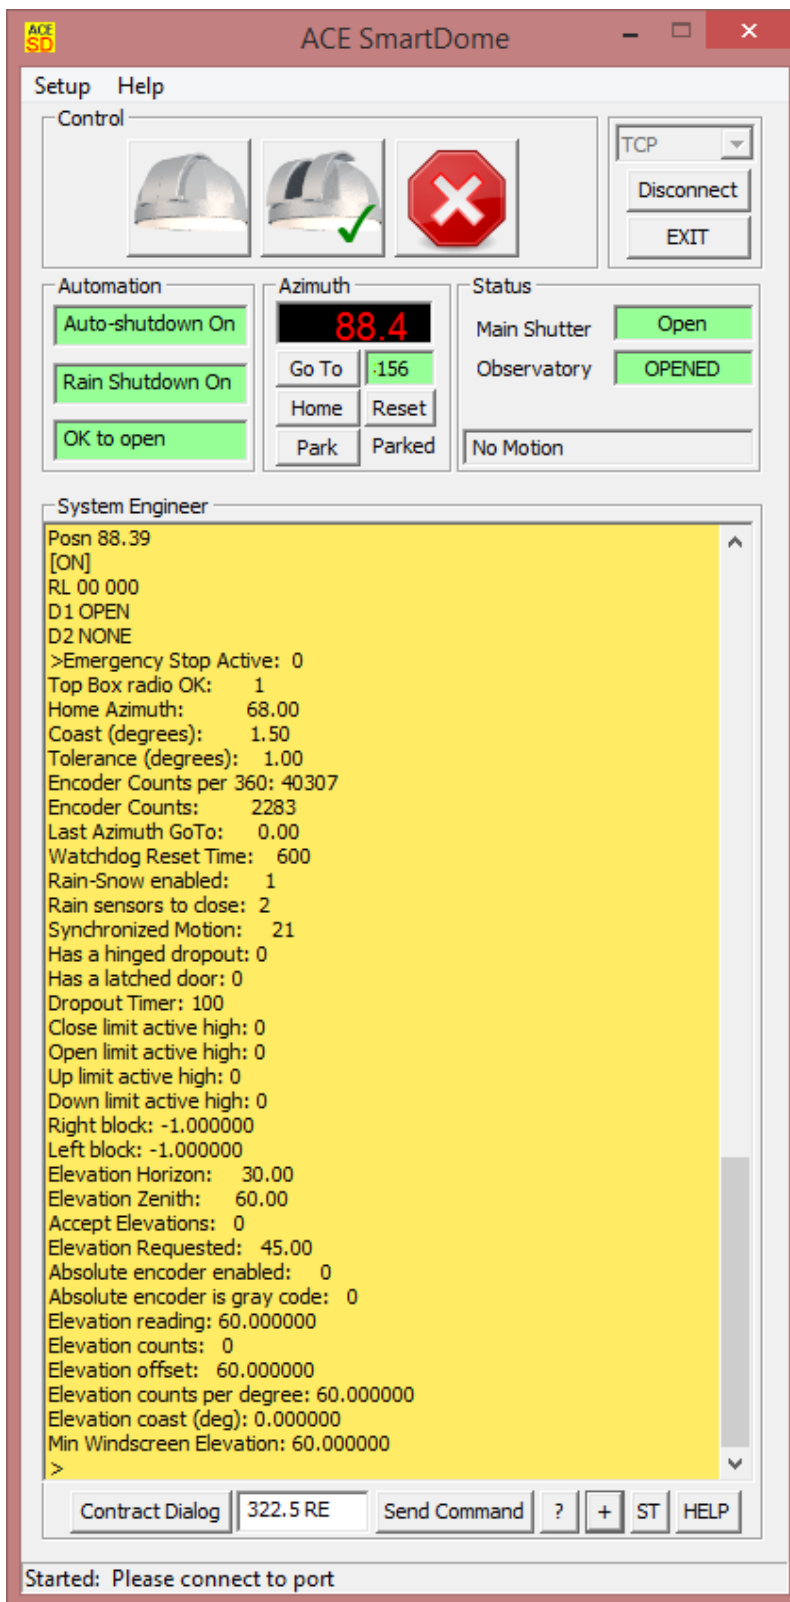 ACE SD
ACE SmartDome
Setup Help
Control
TCP
Disconnect
EXIT
Automation
Auto-shutdown On
Rain Shutdown On
OK to open
Azimuth
88.4
Go To 156
Home Reset
Park Parked
Status
Main Shutter Open
Observatory OPENED
No Motion
System Engineer
Posn 88.39
[ON]
RL 00 000
D1 OPEN
D2 NONE
>Emergency Stop Active: 0
Top Box radio OK: 1
Home Azimuth: 68.00
Coast (degrees): 1.50
Tolerance (degrees): 1.00
Encoder Counts per 360: 40307
Encoder Counts: 2283
Last Azimuth GoTo: 0.00
Watchdog Reset Time: 600
Rain-Snow enabled: 1
Rain sensors to close: 2
Synchronized Motion: 21
Has a hinged dropout: 0
Has a latched door: 0
Dropout Timer: 100
Close limit active high: 0
Open limit active high: 0
Up limit active high: 0
Down limit active high: 0
Right block: -1.000000
Left block: -1.000000
Elevation Horizon: 30.00
Elevation Zenith: 60.00
Accept Elevations: 0
Elevation Requested: 45.00
Absolute encoder enabled: 0
Absolute encoder is gray code: 0
Elevation reading: 60.000000
Elevation counts: 0
Elevation offset: 60.000000
Elevation counts per degree: 60.000000
Elevation coast (deg): 0.000000
Min Windscreen Elevation: 60.000000
>
Contract Dialog 322.5 RE Send Command ? + ST HELP
Started: Please connect to port